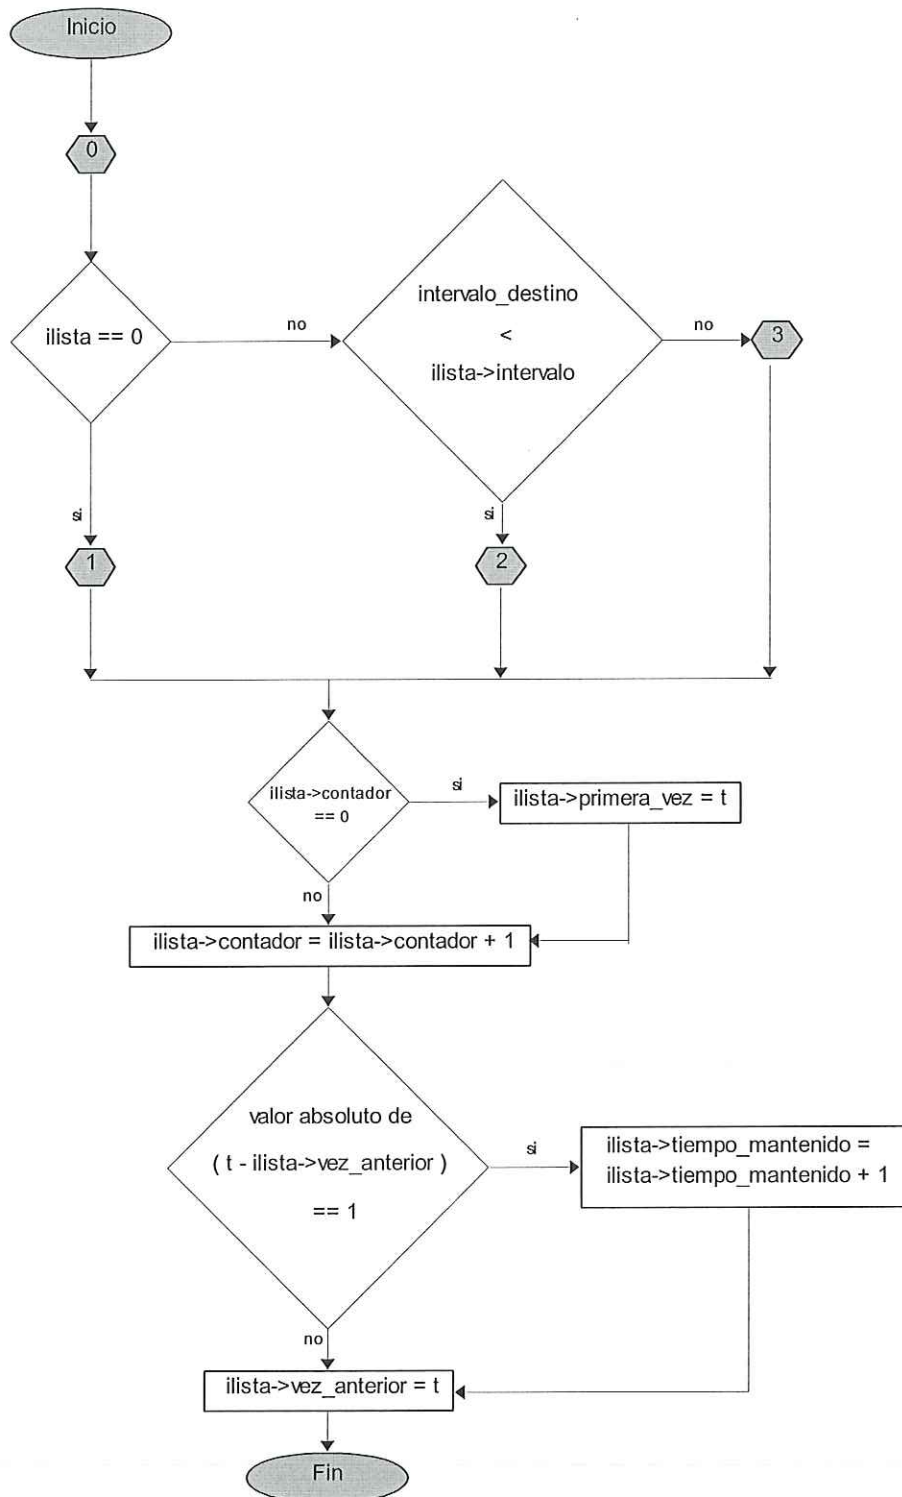 Inicio
0
ilista == 0
no
intervalo_destino
<
ilista->intervalo
no
3
si
1
si
2
ilista->contador
== 0
si
ilista->primera_vez = t
no
ilista->contador = ilista->contador + 1
valor absoluto de
( t - ilista->vez_anterior )
== 1
si
ilista->tiempo_mantenido =
ilista->tiempo_mantenido + 1
no
ilista->vez_anterior = t
Fin